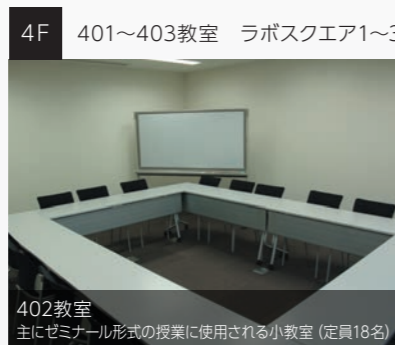 4F 401〜403教室 ラボスクエア1〜3
402教室
主にゼミナール形式の授業に使用される小教室(定員18名)